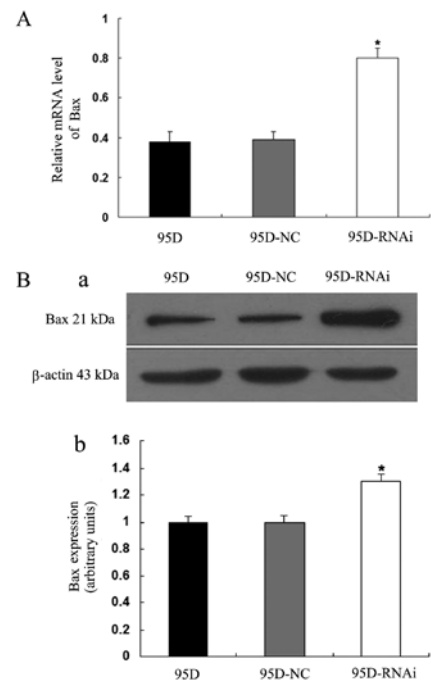 A
Relative mRNA level
of Bax
1
0.8
0.6
0.4
0.2
0
*
95D
95D-NC
95D-RNAi
B
a
95D
95D-NC
95D-RNAi
Bax 21 kDa
β-actin 43 kDa
b
Bax expression
(arbitrary units)
1.6
1.4
1.2
1
0.8
0.6
0.4
0.2
0
*
95D
95D-NC
95D-RNAi